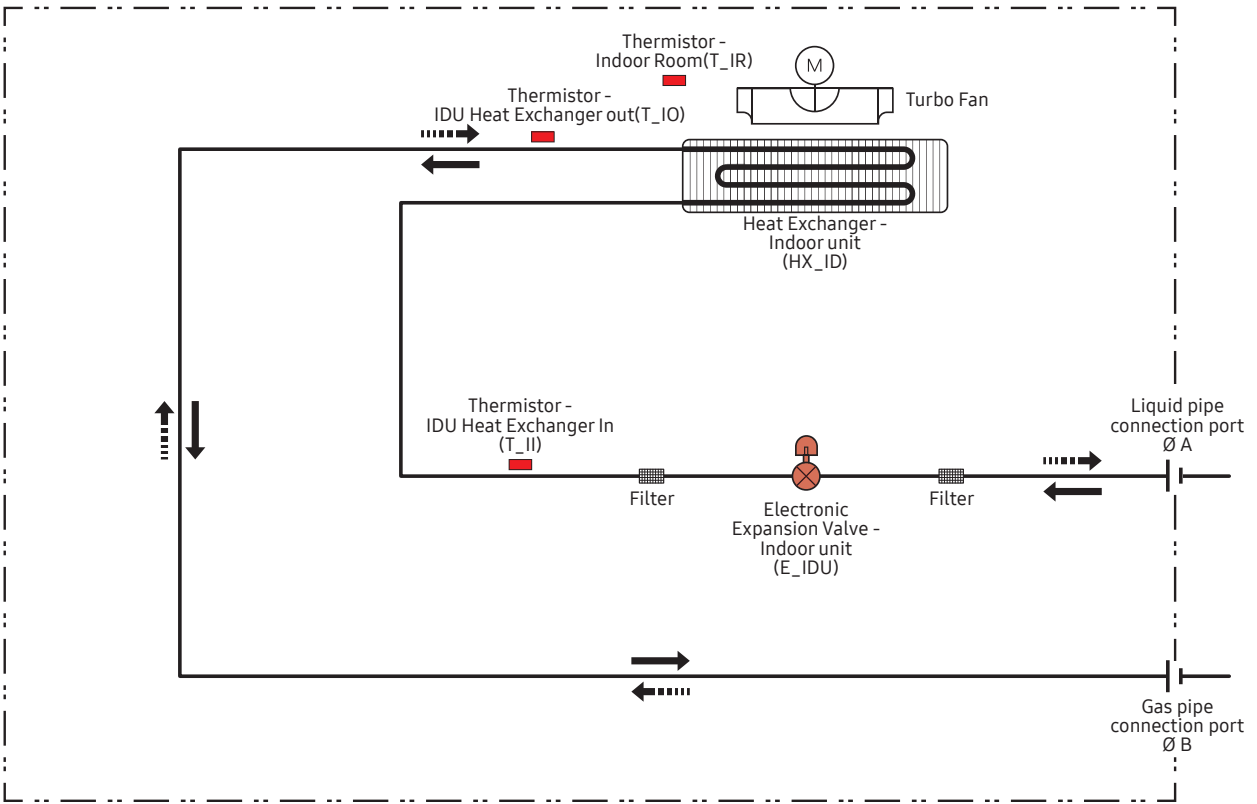 Thermistor -
Indoor Room(T_IR)
M
Turbo Fan
Thermistor -
IDU Heat Exchanger out(T_IO)
Heat Exchanger -
Indoor unit
(HX_ID)
Thermistor -
IDU Heat Exchanger In
(T_II)
Filter
Electronic
Expansion Valve -
Indoor unit
(E_IDU)
Filter
Liquid pipe
connection port
Ø A
Gas pipe
connection port
Ø B